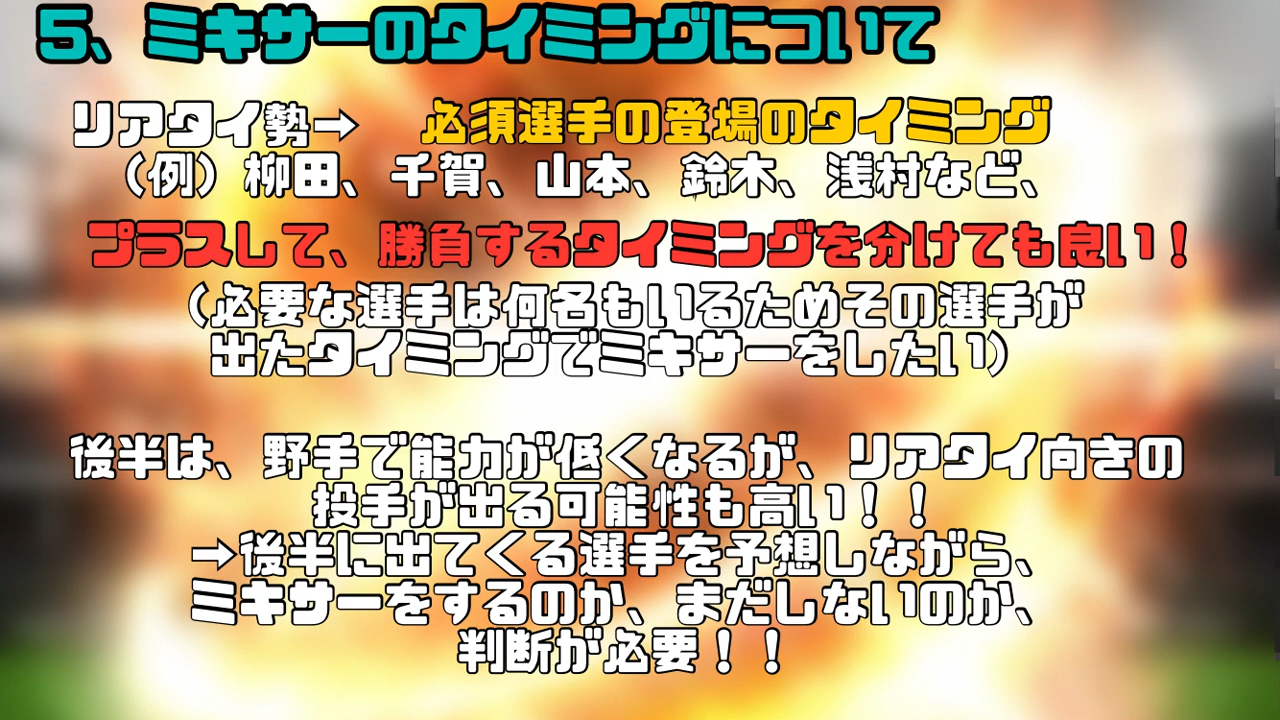 5、ミキサーのタイミングについて
リアタイ勢→ 必須選手の登場のタイミング
（例）柳田、千賀、山本、鈴木、浅村など、
プラスして、勝負するタイミングを分けても良い！
（必要な選手は何名もいるためその選手が
出たタイミングでミキサーをしたい）
後半は、野手で能力が低くなるが、リアタイ向きの
投手が出る可能性も高い！！
→後半に出てくる選手を予想しながら、
ミキサーをするのか、まだしないのか、
判断が必要！！